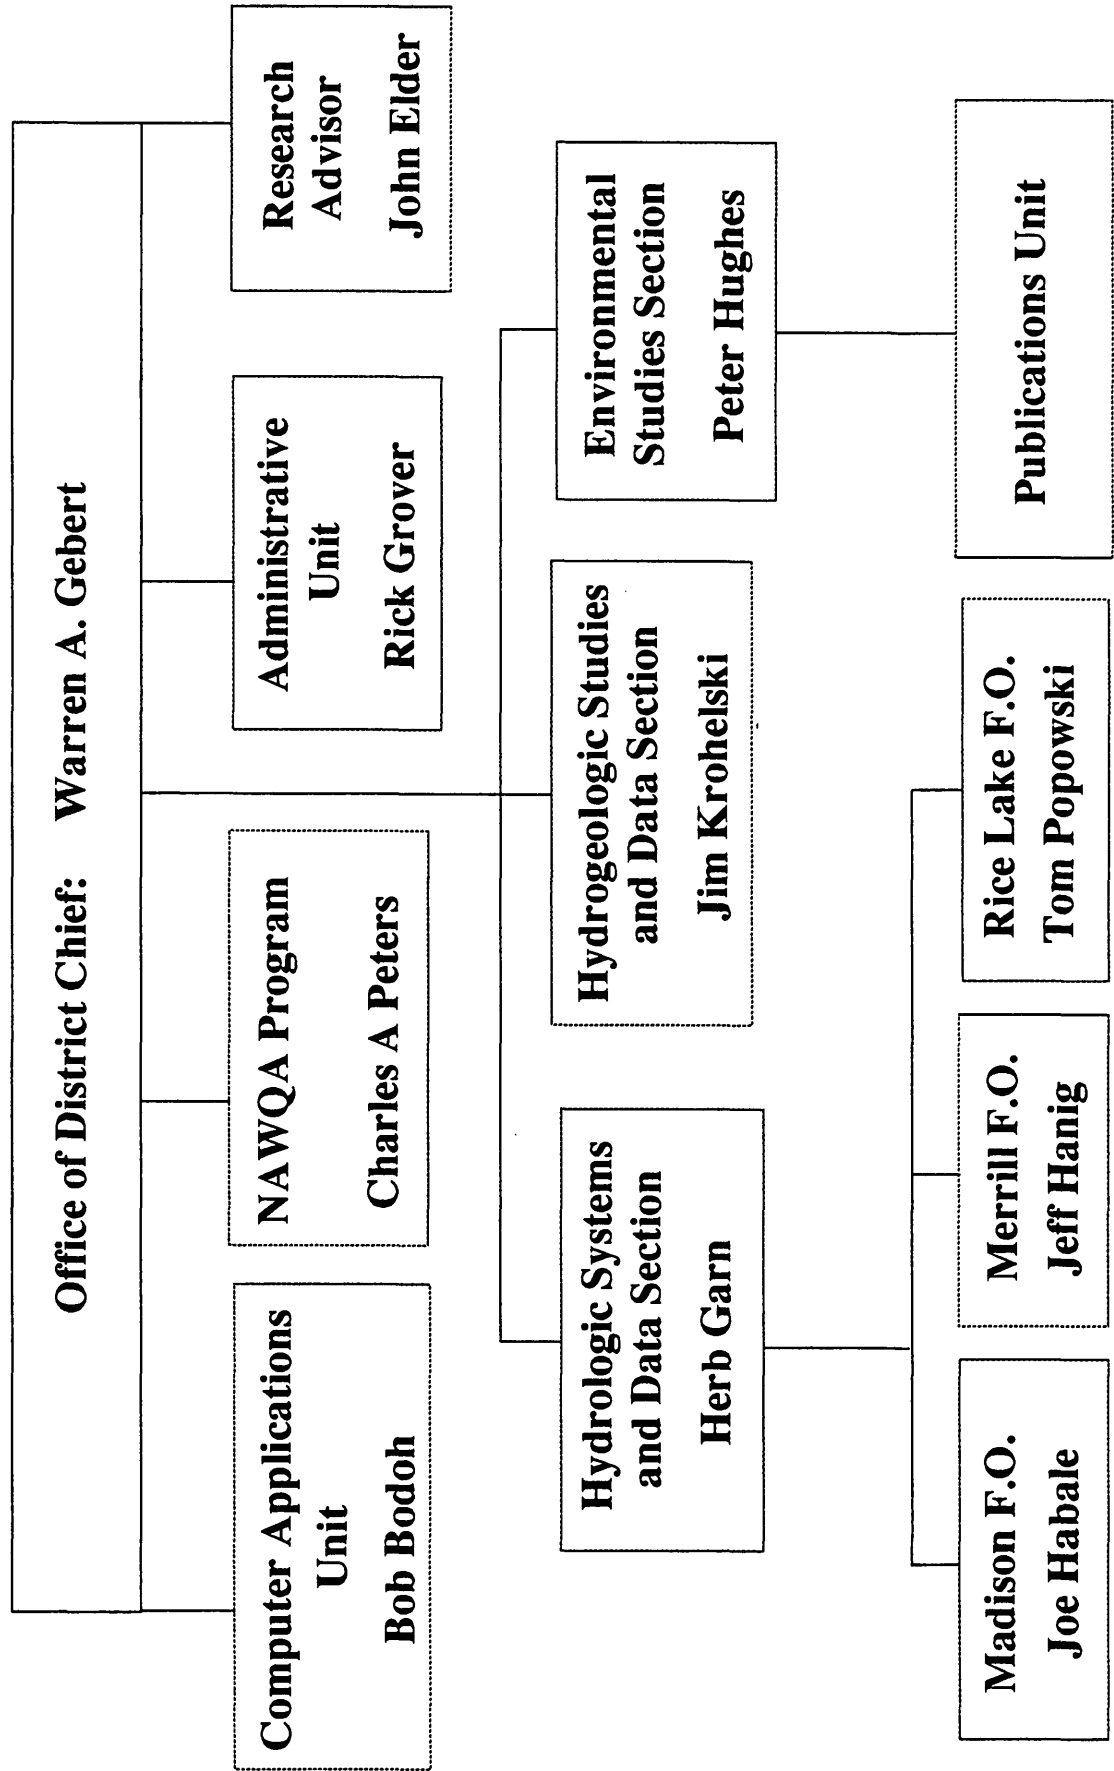 Office of District Chief: Warren A. Gebert
Computer Applications
Unit
Bob Bodoh
NAWQA Program
Charles A Peters
Administrative
Unit
Rick Grover
Research
Advisor
John Elder
Hydrologic Systems
and Data Section
Herb Garn
Hydrogeologic Studies
and Data Section
Jim Krohelski
Environmental
Studies Section
Peter Hughes
Madison F.O.
Joe Habale
Merrill F.O.
Jeff Hanig
Rice Lake F.O.
Tom Popowski
Publications Unit